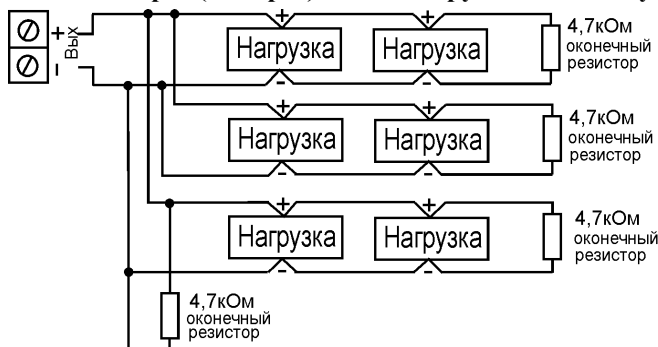 +
-
Вых
+
+
Нагрузка
Нагрузка
-
-
4,7кОм
оконечный
резистор
+
+
Нагрузка
Нагрузка
-
-
4,7кОм
оконечный
резистор
+
+
Нагрузка
Нагрузка
-
-
4,7кОм
оконечный
резистор
4,7кОм
оконечный
резистор